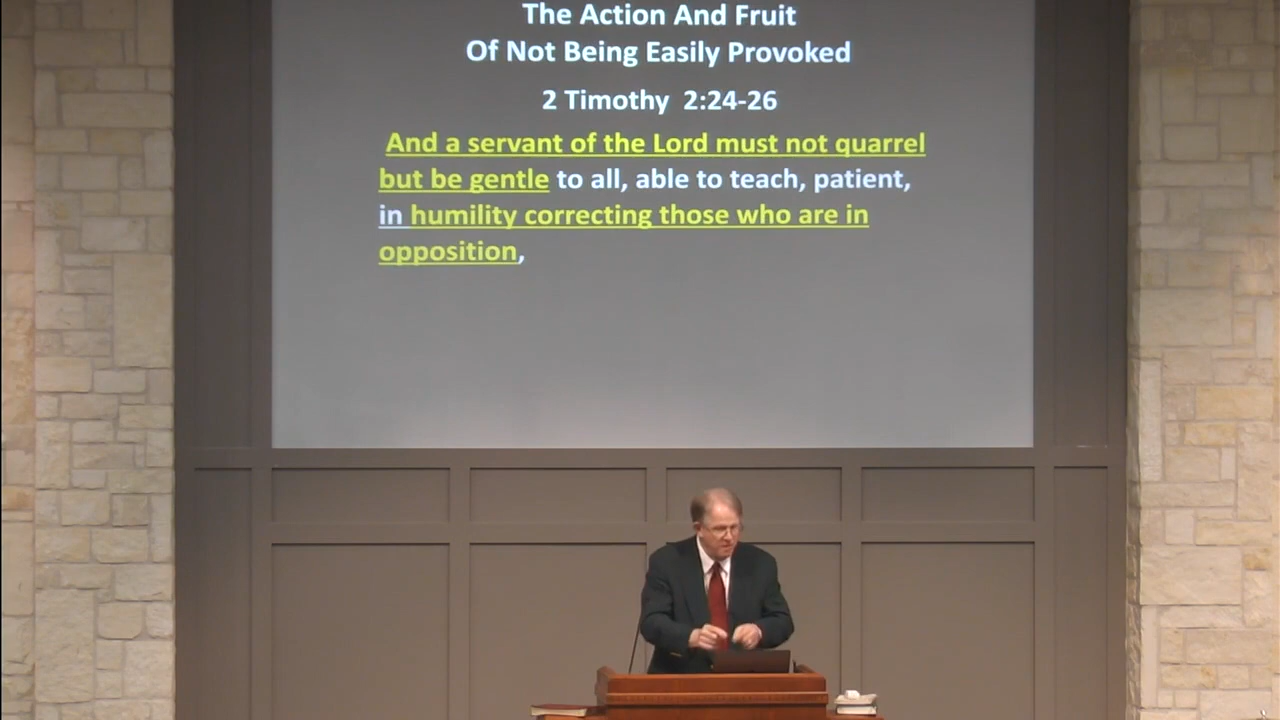 The Action And Fruit
Of Not Being Easily Provoked
2 Timothy 2:24-26
And a servant of the Lord must not quarrel
but be gentle to all, able to teach, patient,
in humility correcting those who are in
opposition,